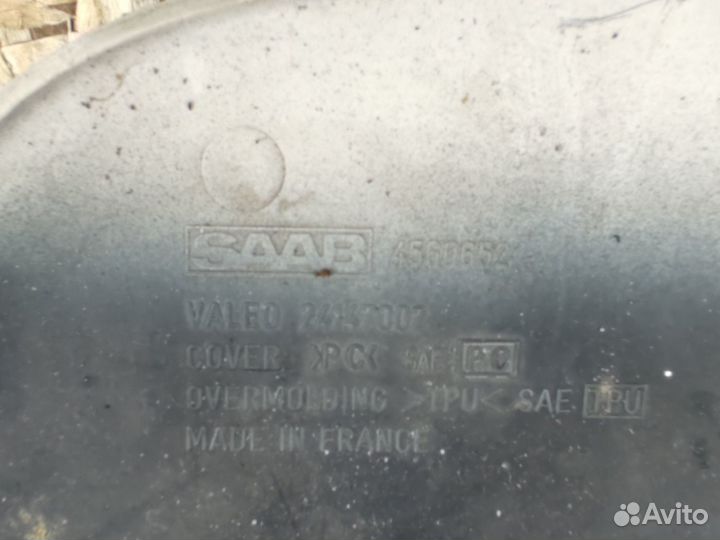 SAAB 4560652
VALEO
COVER >PC< SAE PC
OVERMOLDING >TPU< SAE TPU
MADE IN FRANCE
Avito